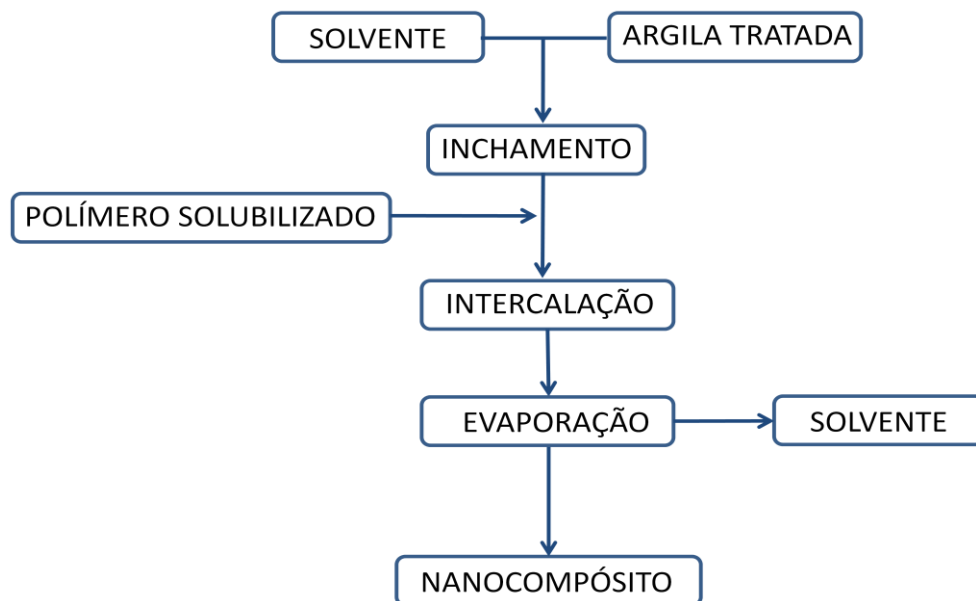 SOLVENTE
ARGILA TRATADA
INCHAMENTO
POLÍMERO SOLUBILIZADO
INTERCALAÇÃO
EVAPORAÇÃO
SOLVENTE
NANOCOMPÓSITO